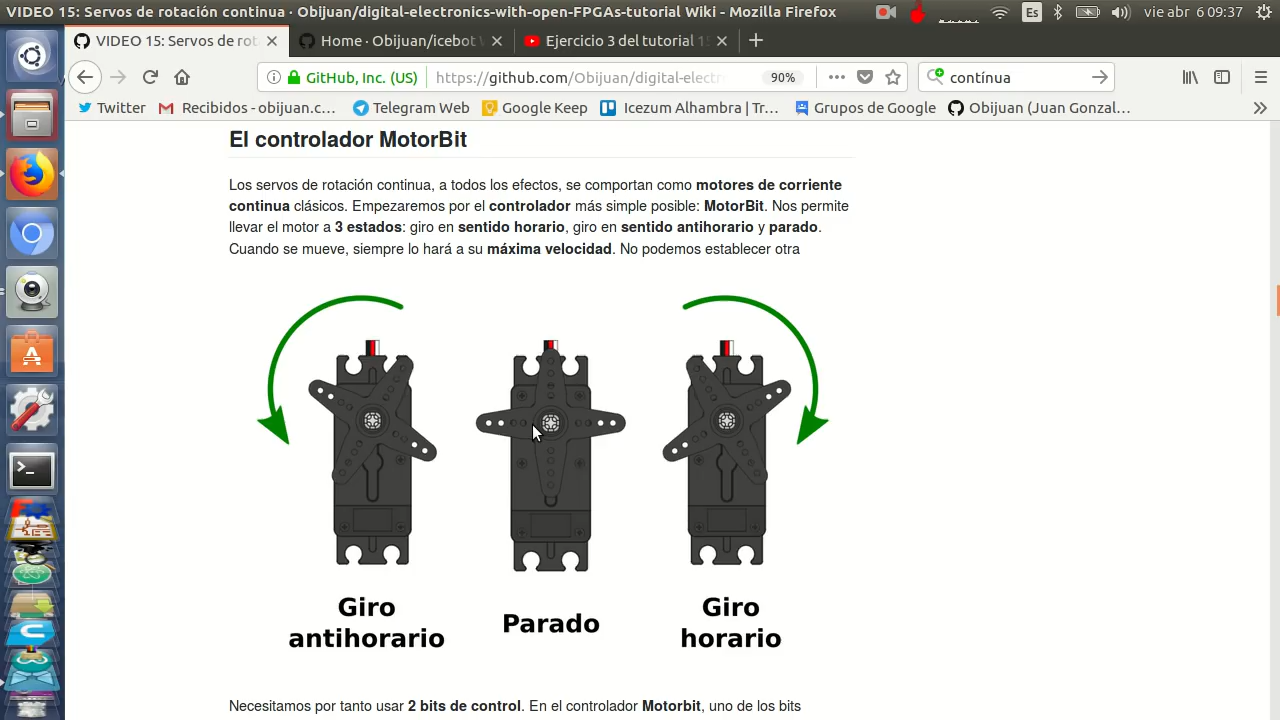 VIDEO 15: Servos de rotación continua · Obijuan/digital-electronics-with-open-FPGAs-tutorial Wiki - Mozilla Firefox
Es
vie abr 6 09:37
VIDEO 15: Servos de rot
Home · Obijuan/icebot W
Ejercicio 3 del tutorial 15
GitHub, Inc. (US)
https://github.com/Obijuan/digital-electr
90%
contínua
Twitter
Recibidos - obijuan.c...
Telegram Web
Google Keep
Icezum Alhambra | Tr...
Grupos de Google
Obijuan (Juan Gonzal...
El controlador MotorBit
Los servos de rotación continua, a todos los efectos, se comportan como motores de corriente
continua clásicos. Empezaremos por el controlador más simple posible: MotorBit. Nos permite
llevar el motor a 3 estados: giro en sentido horario, giro en sentido antihorario y parado.
Cuando se mueve, siempre lo hará a su máxima velocidad. No podemos establecer otra
Giro
antihorario
Parado
Giro
horario
Necesitamos por tanto usar 2 bits de control. En el controlador Motorbit, uno de los bits